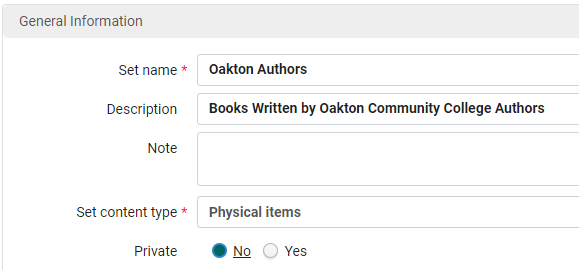 General Information
Set name * Oakton Authors
Description Books Written by Oakton Community College Authors
Note
Set content type * Physical items
Private No Yes